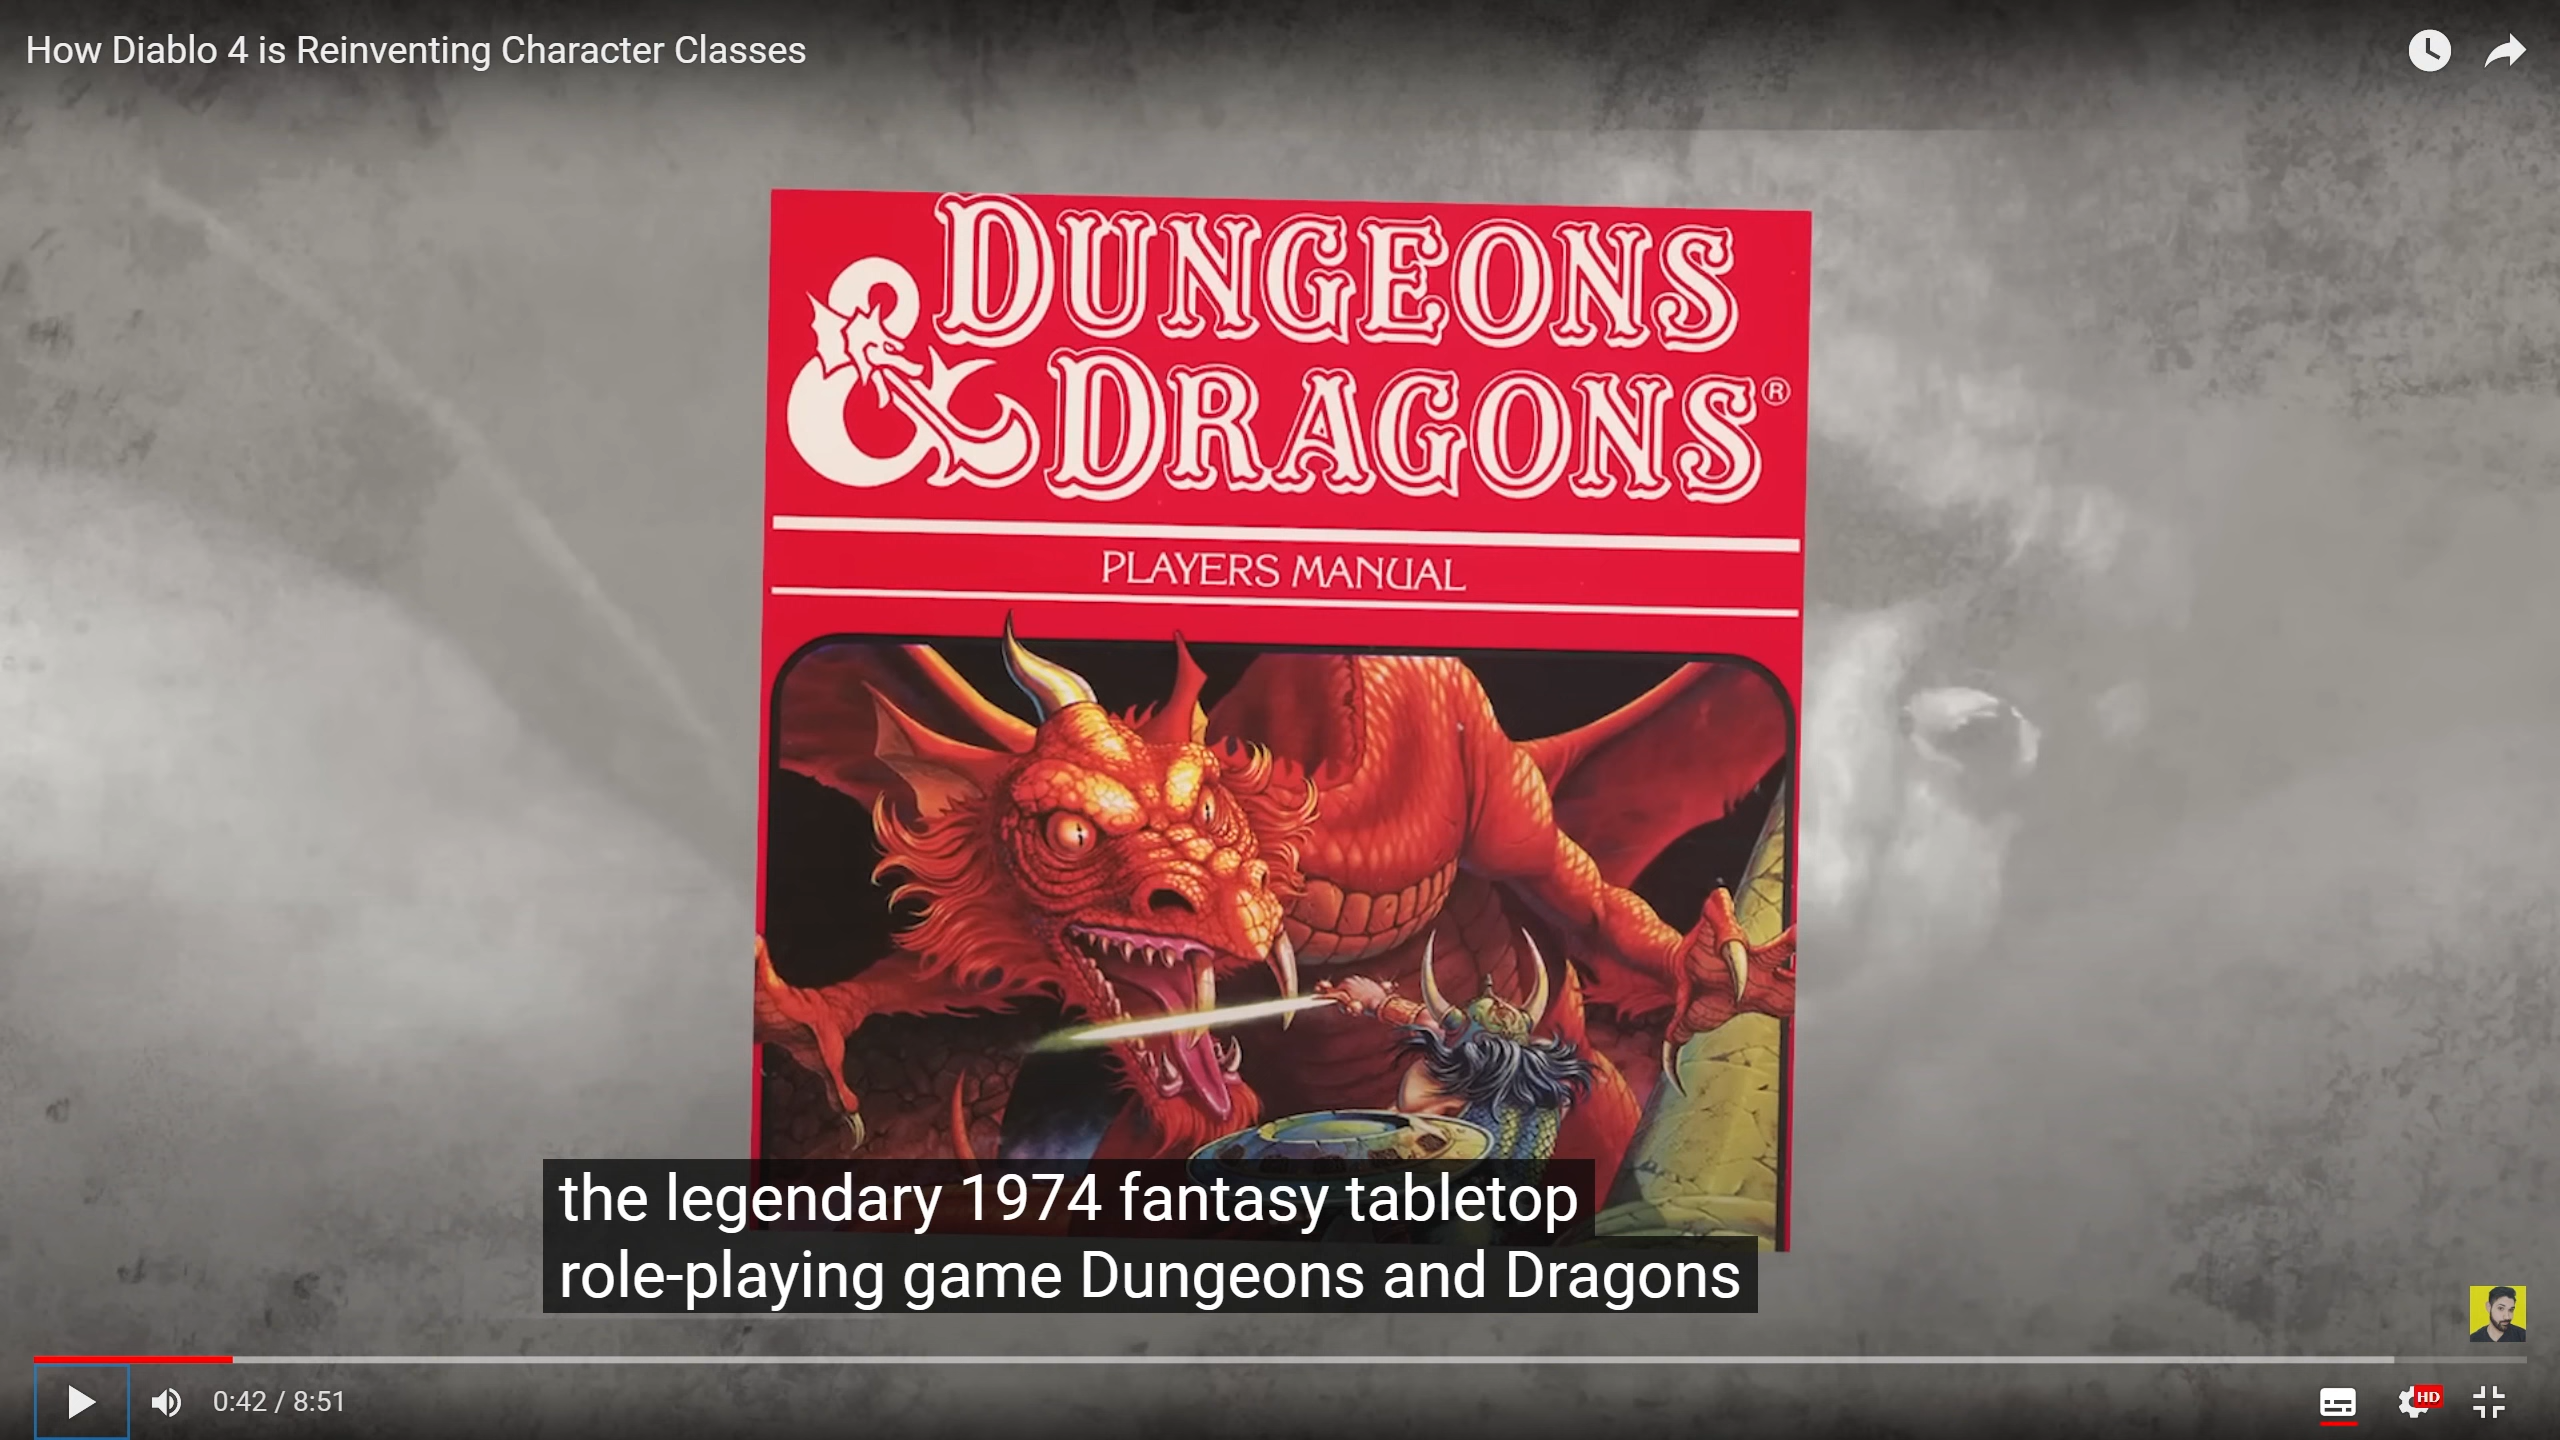 How Diablo 4 is Reinventing Character Classes
DUNGEONS
& DRAGONS®
PLAYERS MANUAL
the legendary 1974 fantasy tabletop
role-playing game Dungeons and Dragons
0:42 / 8:51
HD